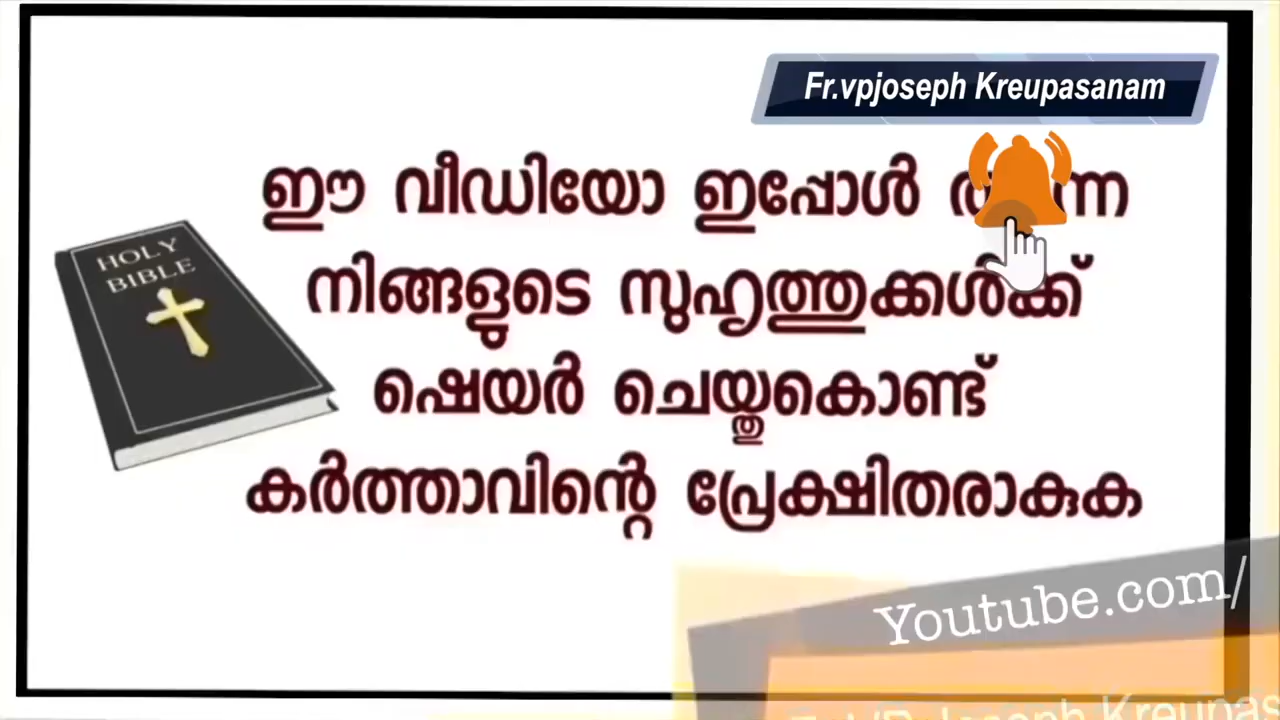 Fr.vpjoseph Kreupasanam
ഈ വീഡിയോ ഇപ്പോൾ
നിങ്ങളുടെ സുഹൃത്തുക്കൾക്ക്
ഷെയർ ചെയ്തുകൊണ്ട്
കർത്താവിന്റെ പ്രേക്ഷിതരാകുക
HOLY
BIBLE
Youtube.com/